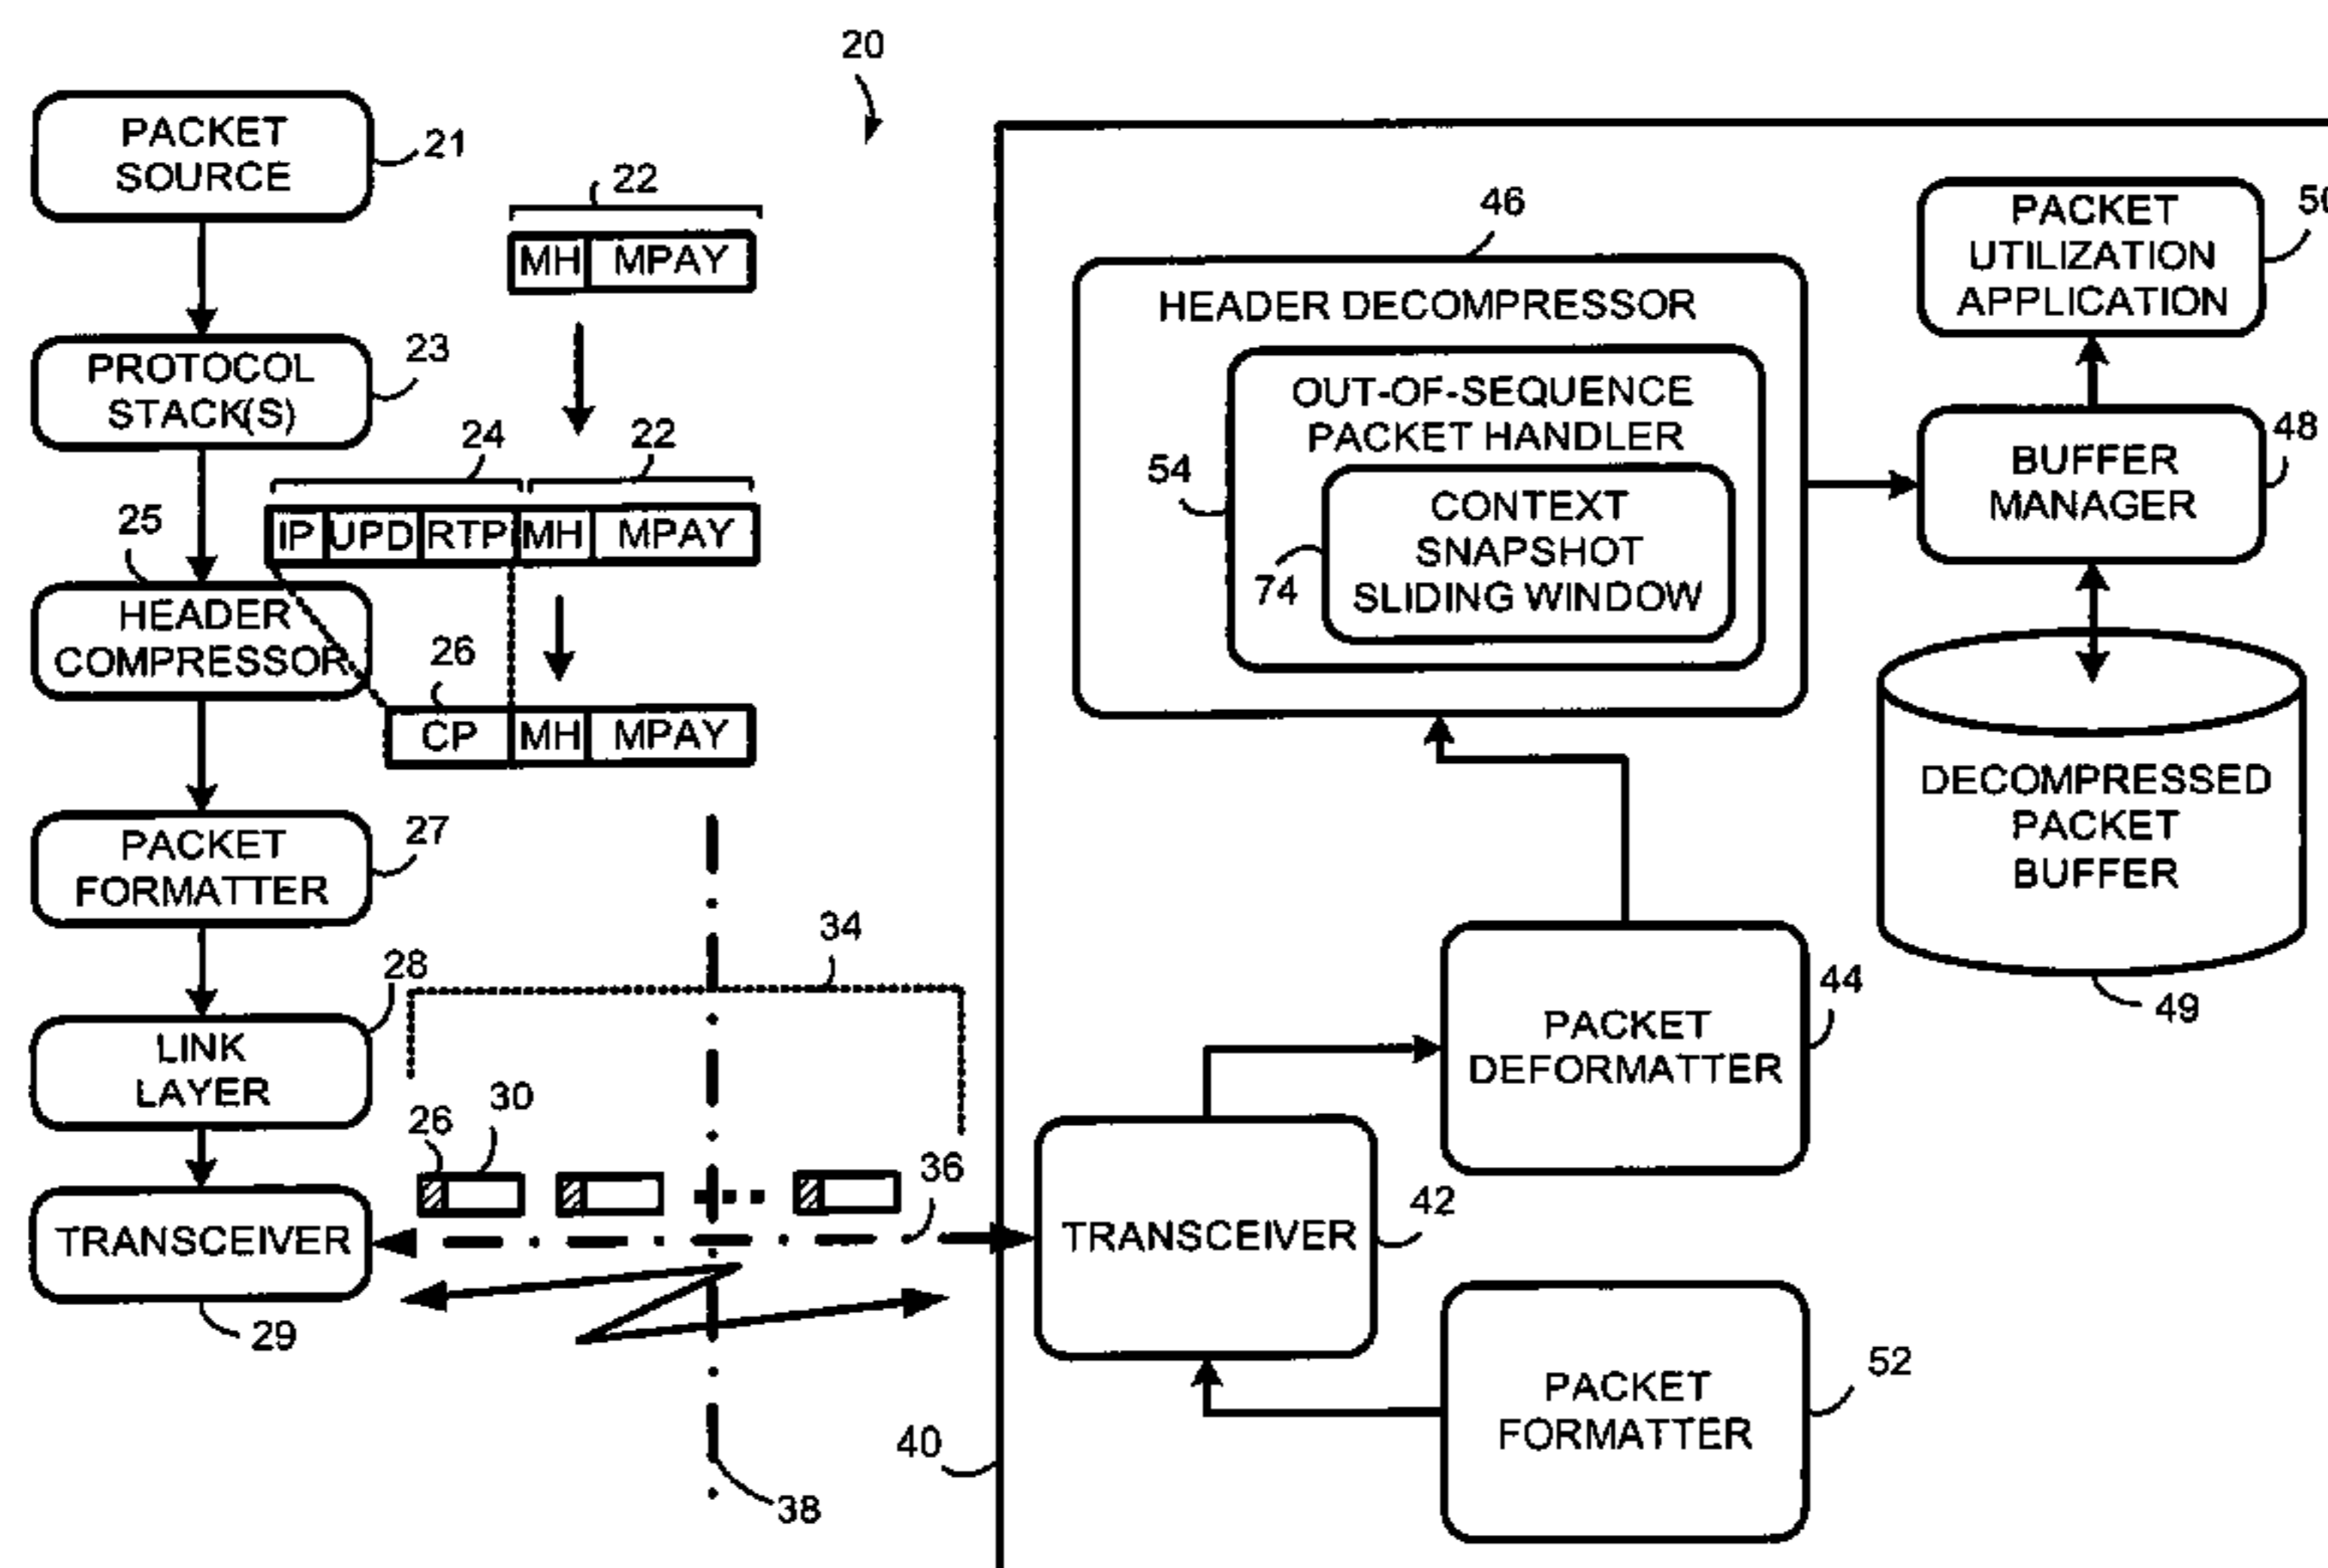 20
PACKET
SOURCE
21
22
MH MPAY
PROTOCOL
STACK(S)
23
24
22
IP UPD RTP MH MPAY
25
HEADER
COMPRESSOR
26
CP MH MPAY
PACKET
FORMATTER
27
LINK
LAYER
28
34
26
30
36
TRANSCEIVER
29
38
40
46
HEADER DECOMPRESSOR
OUT-OF-SEQUENCE
PACKET HANDLER
54
CONTEXT
SNAPSHOT
SLIDING WINDOW
74
PACKET
UTILIZATION
APPLICATION
BUFFER
MANAGER
48
DECOMPRESSED
PACKET
BUFFER
49
PACKET
DEFORMATTER
44
TRANSCEIVER
42
PACKET
FORMATTER
52